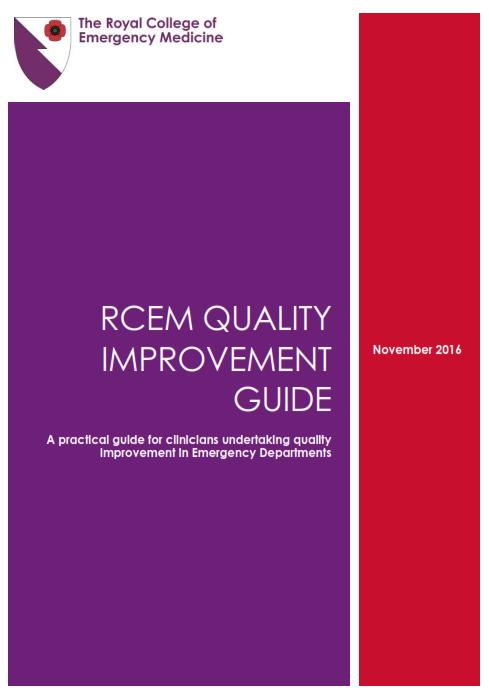 The Royal College of
Emergency Medicine
RCEM QUALITY
IMPROVEMENT
GUIDE
November 2016
A practical guide for clinicians undertaking quality
improvement in Emergency Departments